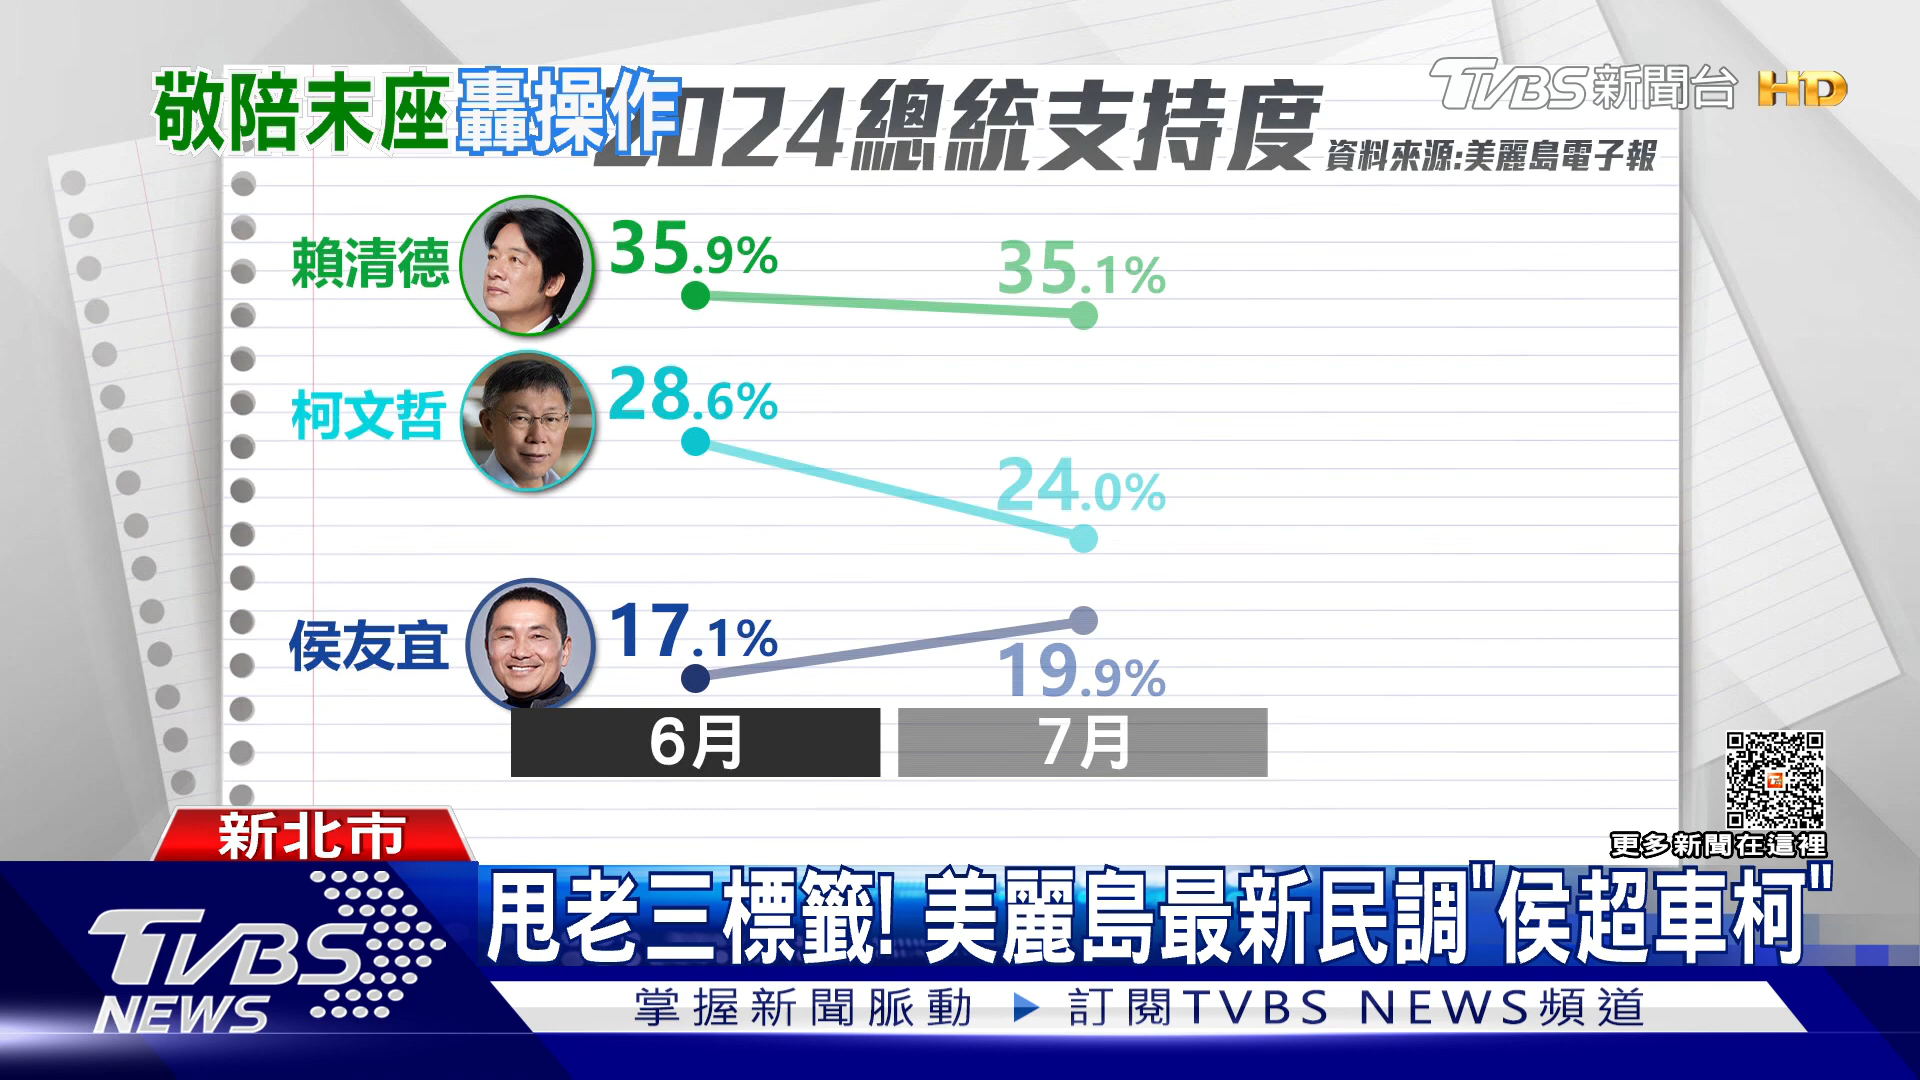 敬陪末座轟操作
2024總統支持度
資料來源:美麗島電子報
TVBS新聞台 HD
賴清德 35.9% 35.1%
柯文哲 28.6% 24.0%
侯友宜 17.1% 19.9%
6月 7月
更多新聞在這裡
新北市
甩老三標籤! 美麗島最新民調"侯超車柯"
TVBS NEWS
掌握新聞脈動 ▶ 訂閱TVBS NEWS頻道